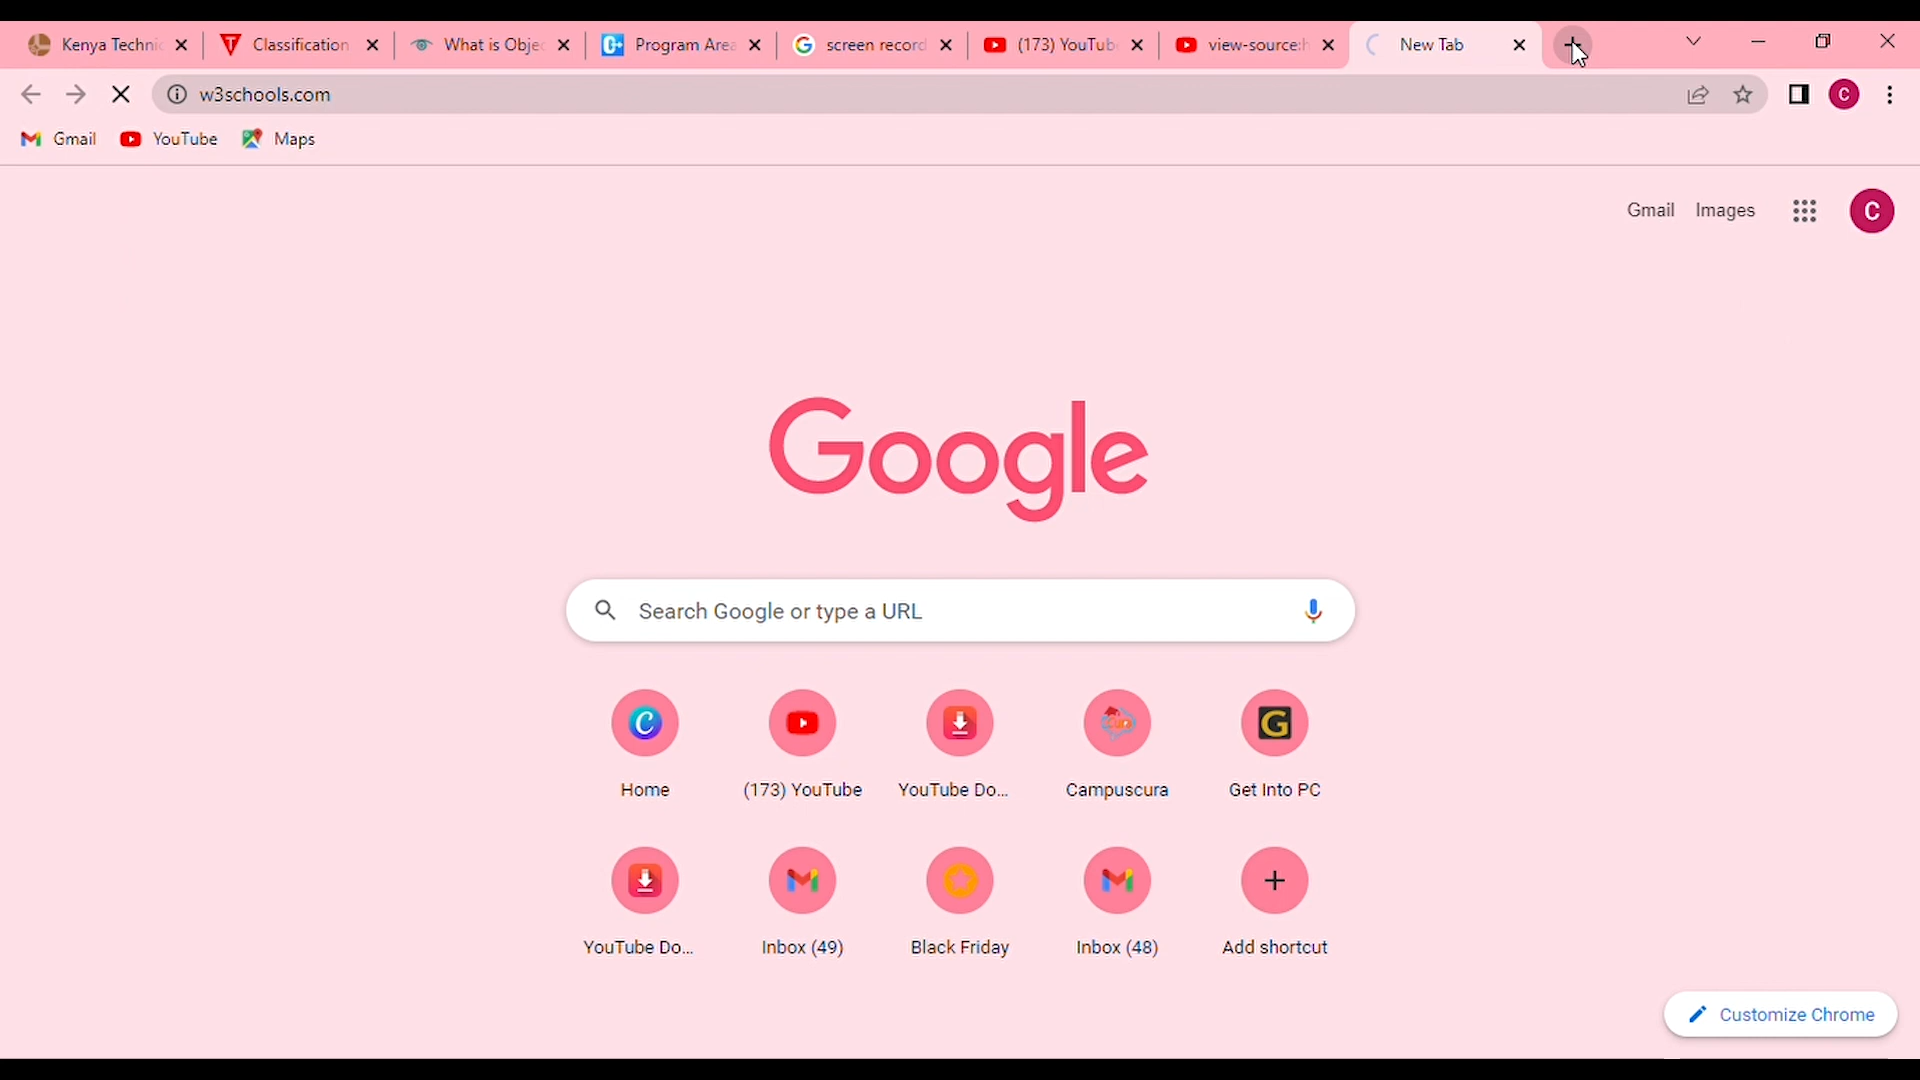 Kenya Techni
Classification
What is Obje
Program Area
screen record
(173) YouTub
view-source:h
New Tab
w3schools.com
C
Gmail
YouTube
Maps
Gmail
Images
C
Google
Search Google or type a URL
Home
(173) YouTube
YouTube Do...
Campuscura
Get Into PC
YouTube Do...
Inbox (49)
Black Friday
Inbox (48)
Add shortcut
Customize Chrome